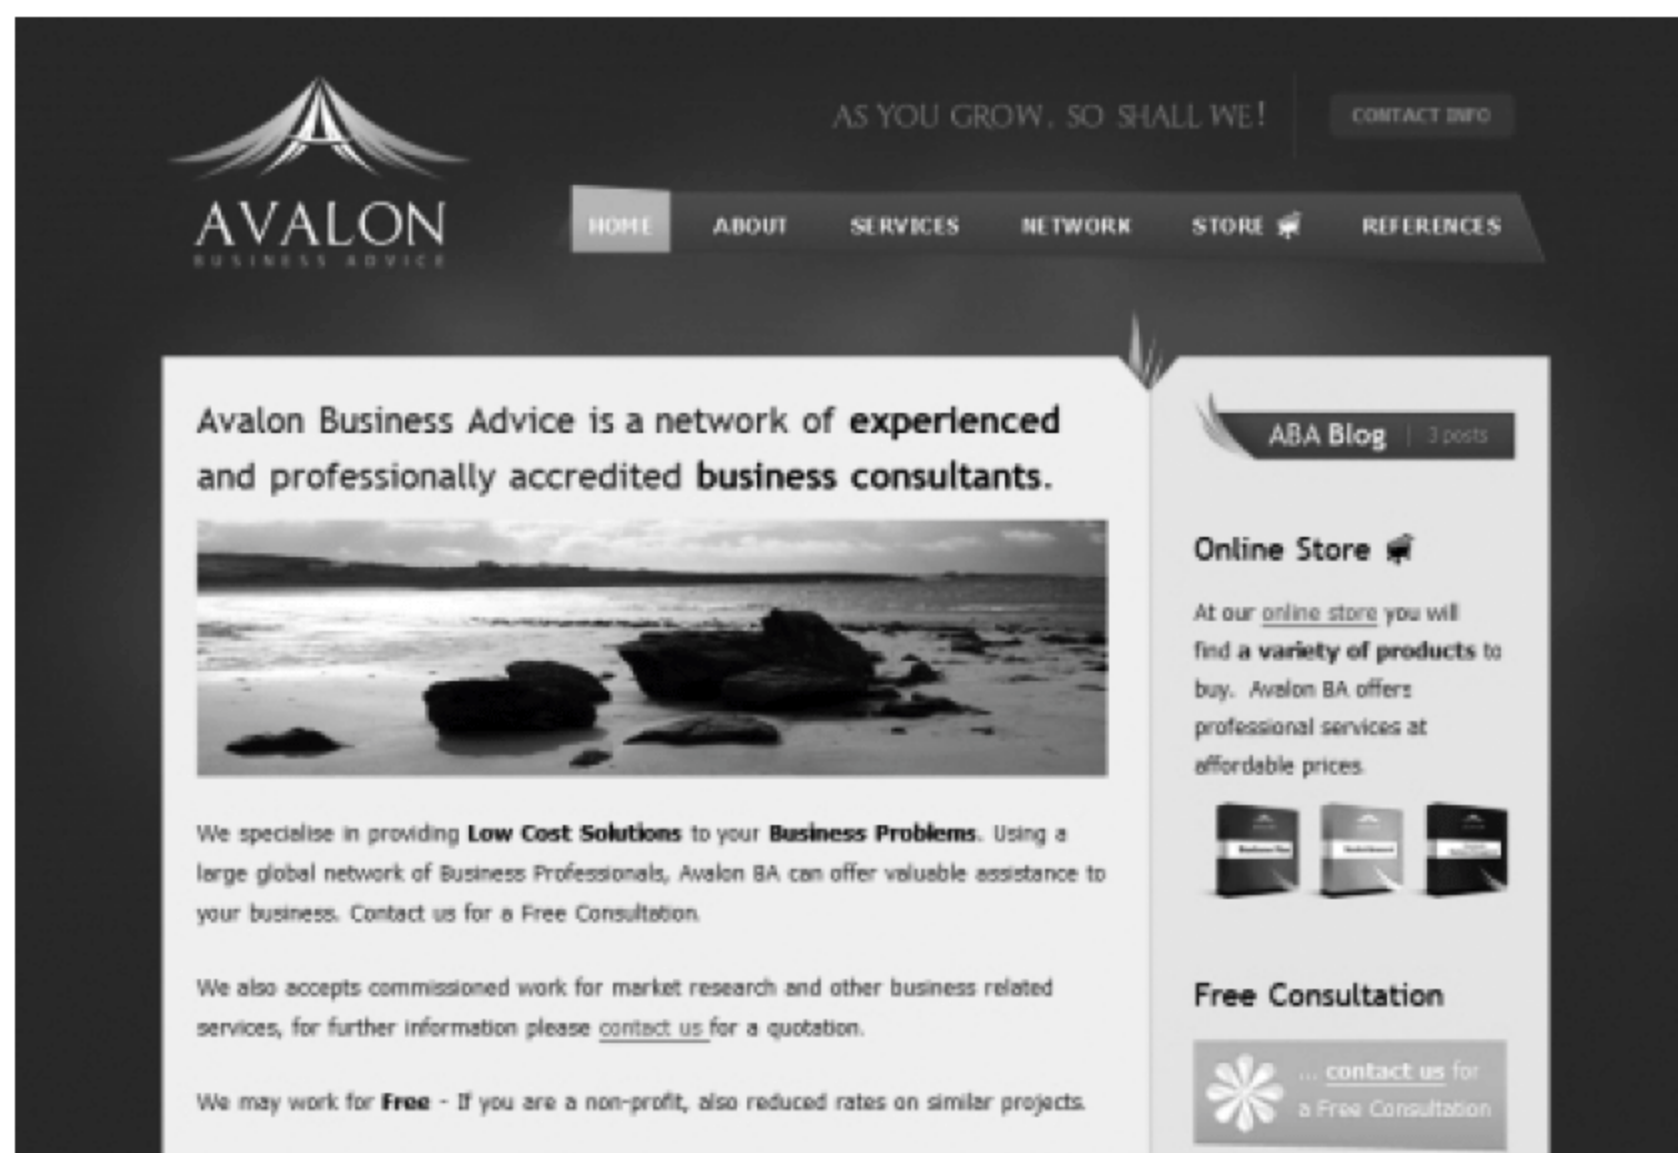 AS YOU GROW, SO SHALL WE!
CONTACT INFO
AVALON
BUSINESS ADVICE
HOME
ABOUT
SERVICES
NETWORK
STORE
REFERENCES
Avalon Business Advice is a network of experienced
and professionally accredited business consultants.
We specialise in providing Low Cost Solutions to your Business Problems. Using a
large global network of Business Professionals, Avalon BA can offer valuable assistance to
your business. Contact us for a Free Consultation.
We also accepts commissioned work for market research and other business related
services, for further information please contact us for a quotation.
We may work for Free - If you are a non-profit, also reduced rates on similar projects.
ABA Blog | 3 posts
Online Store
At our online store you will
find a variety of products to
buy. Avalon BA offers
professional services at
affordable prices.
Free Consultation
... contact us for
a Free Consultation